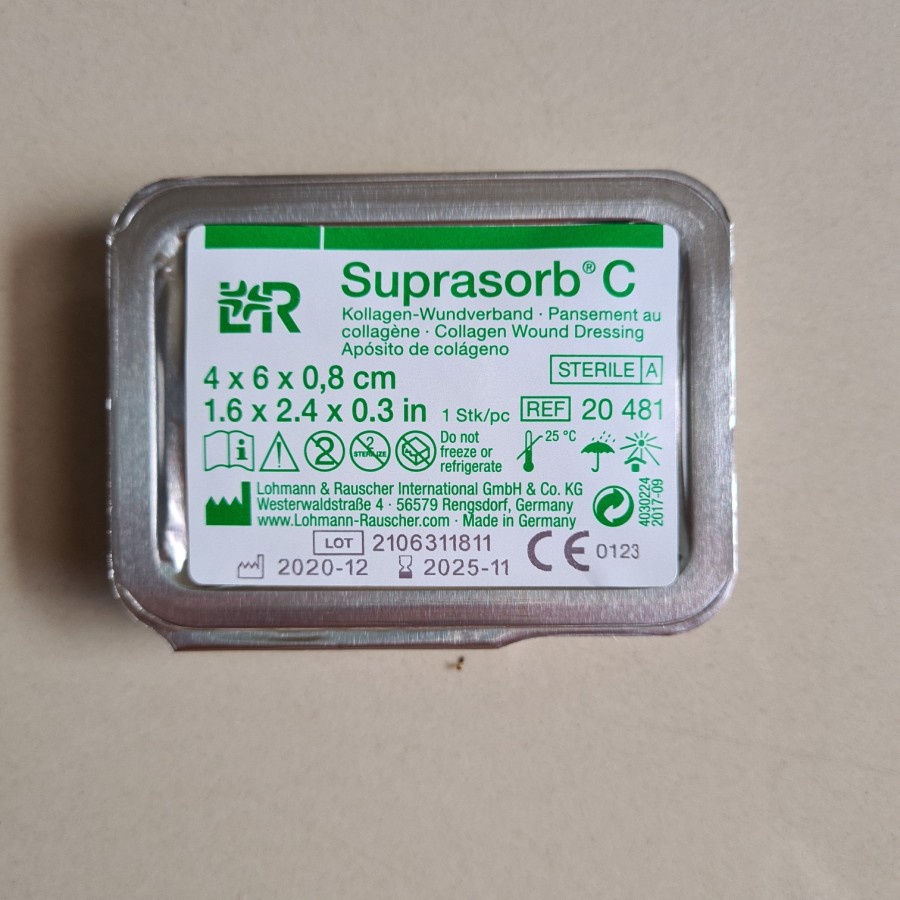 L&R
Suprasorb® C
Kollagen-Wundverband · Pansement au
collagène · Collagen Wound Dressing
Apósito de colágeno
4 x 6 x 0,8 cm
STERILE A
1.6 x 2.4 x 0.3 in 1 Stk/pc REF 20 481
i 2 2 STERILIZE Do not
freeze or
refrigerate
25 °C
Lohmann & Rauscher International GmbH & Co. KG
Westerwaldstraße 4 · 56579 Rengsdorf, Germany
www.Lohmann-Rauscher.com · Made in Germany
4030224
2017-09
LOT 2106311811
2020-12 2025-11 CE 0123